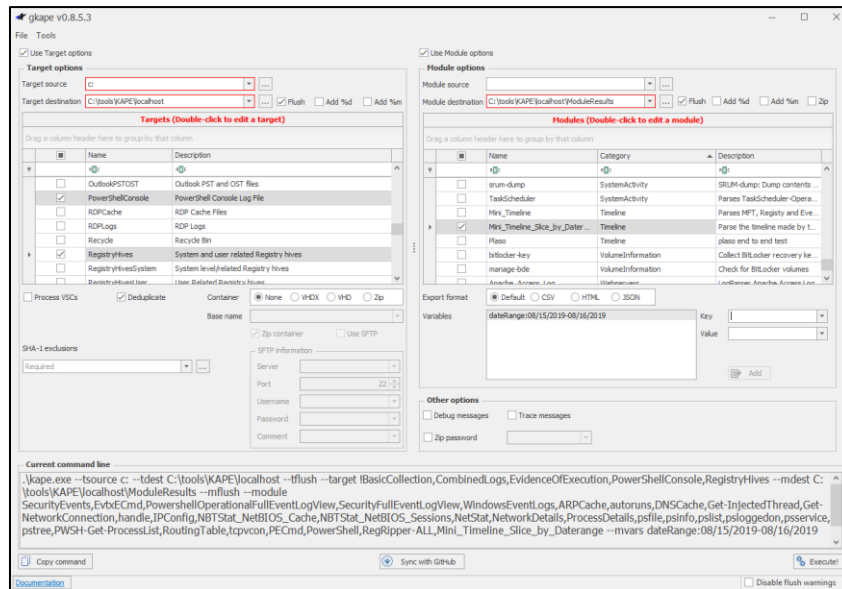 gkape v0.8.5.3
File Tools
Use Target options
Target options
Target source c:
Target destination C:\tools\KAPE\localhost Flush Add %d Add %m
Targets (Double-click to edit a target)
Drag a column header here to group by that column
Name Description
OutlookPSTOST Outlook PST and OST files
PowerShellConsole PowerShell Console Log File
RDPCache RDP Cache Files
RDPLogs RDP Logs
Recycle Recycle Bin
RegistryHives System and user related Registry hives
RegistryHivesSystem System level/related Registry hives
RegistryHivesUser User Related Registry hives
Process VSCs Deduplicate Container None VHDX VHD Zip
Base name
Zip container Use SFTP
SHA-1 exclusions
Required
SFTP information
Server
Port 22
Username
Password
Comment
Use Module options
Module options
Module source
Module destination C:\tools\KAPE\localhost\ModuleResults Flush Add %d Add %m Zip
Modules (Double-click to edit a module)
Drag a column header here to group by that column
Name Category Description
srum-dump SystemActivity SRUM-dump: Dump contents ...
TaskScheduler SystemActivity Parses TaskScheduler-Opera...
Mini_Timeline Timeline Parses MFT, Registy and Eve...
Mini_Timeline_Slice_by_Dater... Timeline Parse the timeline made by t...
Plaso Timeline plaso end to end test
bitlocker-key VolumeInformation Collect BitLocker recovery ke...
manage-bde VolumeInformation Check for BitLocker volumes
Apache_Access_Log Webservers LogParser Apache Access Log
Export format Default CSV HTML JSON
Variables dateRange:08/15/2019-08/16/2019 Key
Value
Add
Other options
Debug messages Trace messages
Zip password
Current command line
.\kape.exe --tsource c: --tdest C:\tools\KAPE\localhost --tflush --target !BasicCollection,CombinedLogs,EvidenceOfExecution,PowerShellConsole,RegistryHives --mdest C:
\tools\KAPE\localhost\ModuleResults --mflush --module
SecurityEvents,EvtxECmd,PowershellOperationalFullEventLogView,SecurityFullEventLogView,WindowsEventLogs,ARPCache,autoruns,DNSCache,Get-InjectedThread,Get-
NetworkConnection,handle,IPConfig,NBTStat_NetBIOS_Cache,NBTStat_NetBIOS_Sessions,NetStat,NetworkDetails,ProcessDetails,psfile,psinfo,pslist,psloggedon,psservice,
pstree,PWSH-Get-ProcessList,RoutingTable,tcpvcon,PECmd,PowerShell,RegRipper-ALL,Mini_Timeline_Slice_by_Daterange --mvars dateRange:08/15/2019-08/16/2019
Copy command Sync with GitHub Execute!
Documentation Disable flush warnings